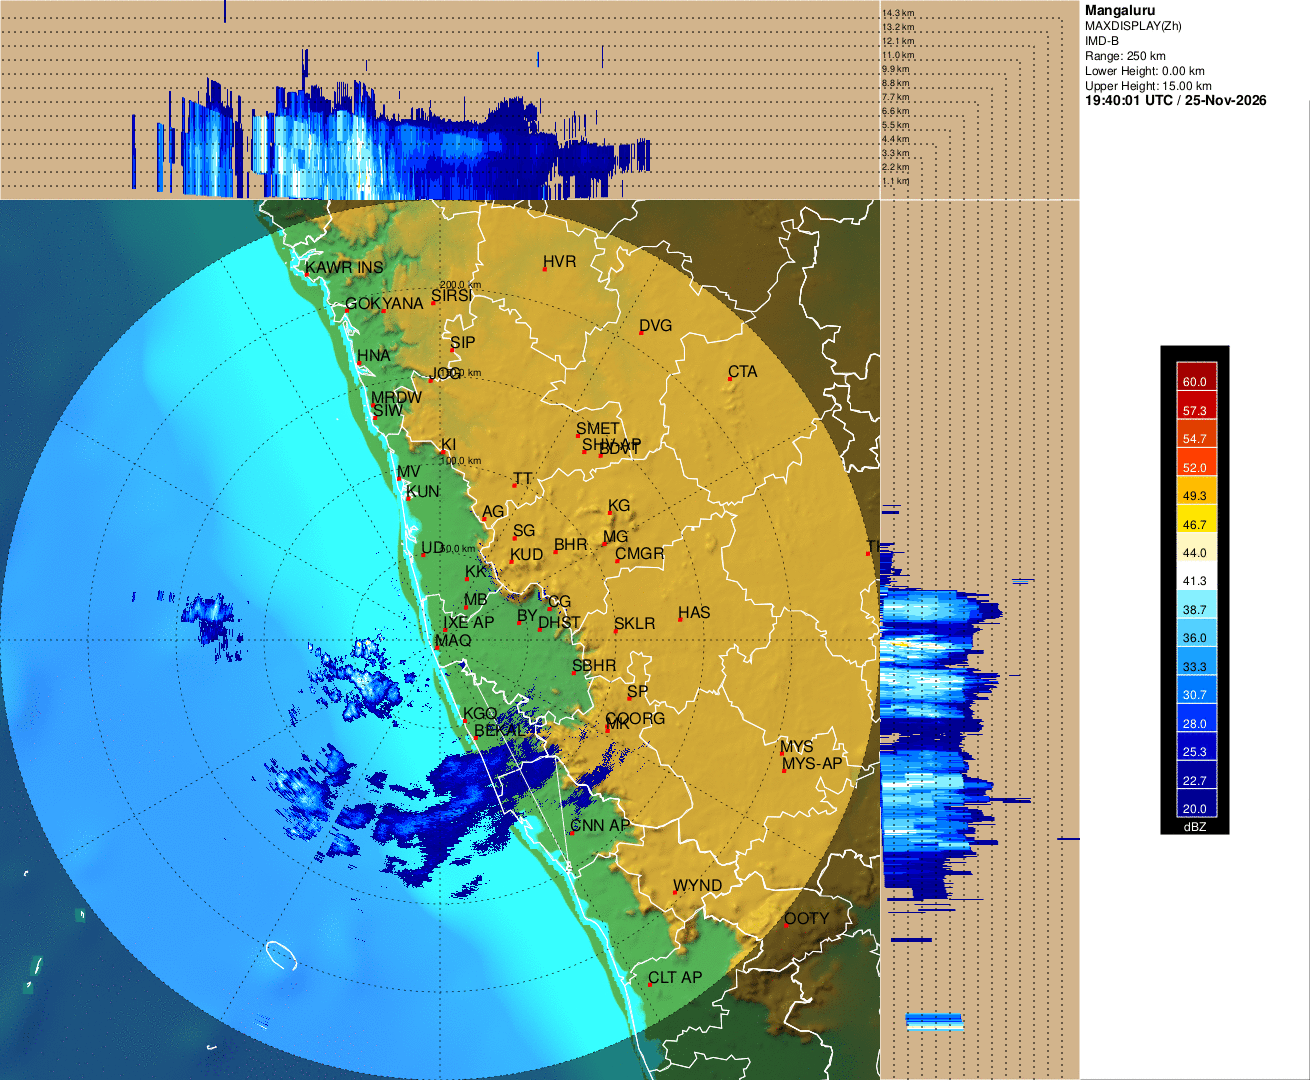 14.3 km
13.2 km
12.1 km
11.0 km
9.9 km
8.8 km
7.7 km
6.6 km
5.5 km
4.4 km
3.3 km
2.2 km
1.1 km
Mangaluru
MAXDISPLAY(Zh)
IMD-B
Range: 250 km
Lower Height: 0.00 km
Upper Height: 15.00 km
19:40:01 UTC / 25-Nov-2026
HVR
KAWR INS
200.0 km
SIRSI
GOKYANA
DVG
SIP
HNA
JOG
CTA
MRDW
SIW
SMET
SHV-AP
BDVT
KI
100.0 km
MV
TT
KUN
KG
AG
SG
MG
UD
50.0 km
KUD
BHR
CMGR
KK
MB
CG
IXE AP
BY
DHST
SKLR
HAS
MAQ
SBHR
SP
KGO
COORG
MK
BEKAL
MYS
MYS-AP
CNN AP
WYND
OOTY
CLT AP
60.0
57.3
54.7
52.0
49.3
46.7
44.0
41.3
38.7
36.0
33.3
30.7
28.0
25.3
22.7
20.0
dBZ